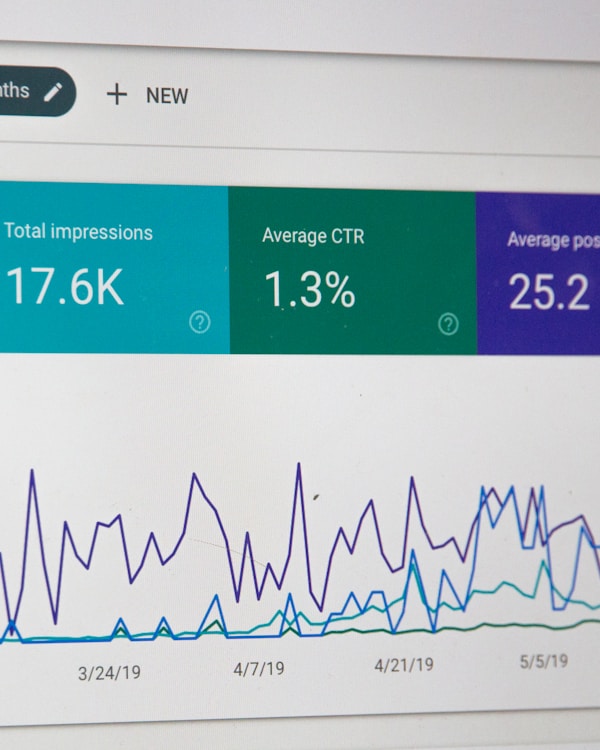 nths
+ NEW
Total impressions
17.6K
Average CTR
1.3%
Average pos
25.2
3/24/19
4/7/19
4/21/19
5/5/19